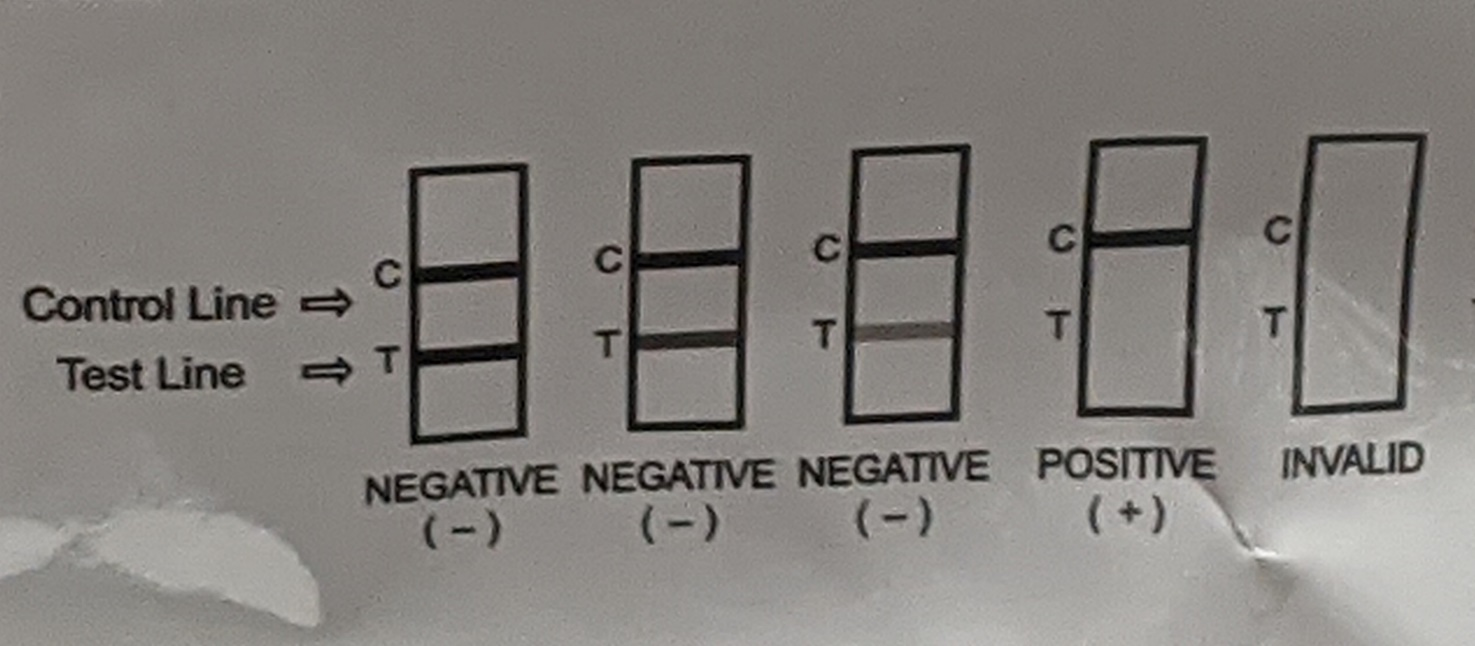 C C C C C
Control Line ⇒
T T T T T
Test Line ⇒
NEGATIVE NEGATIVE NEGATIVE POSITIVE INVALID
(-) (-) (-) (+)